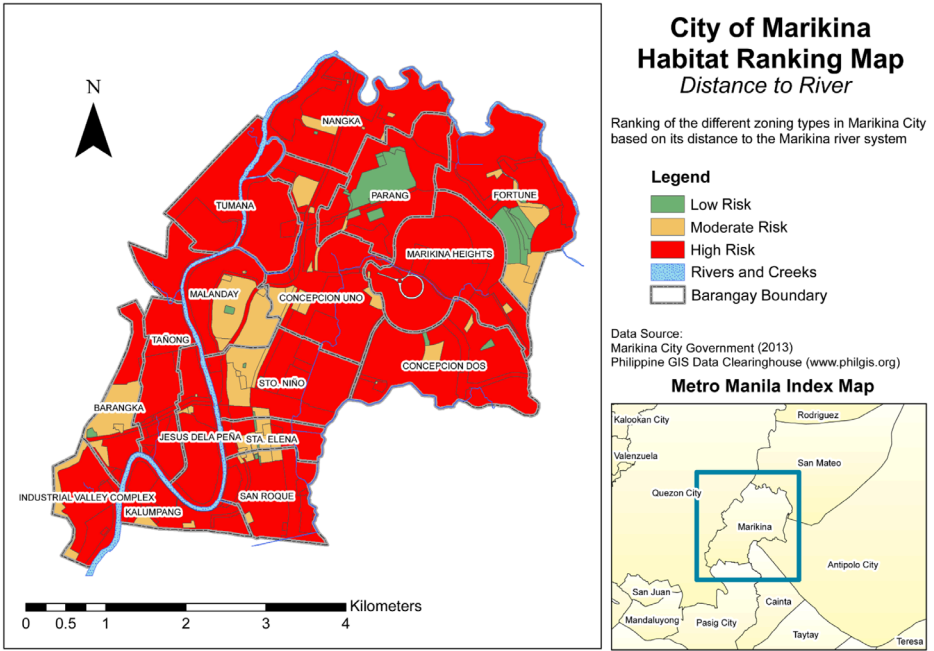 City of Marikina
Habitat Ranking Map
Distance to River
Ranking of the different zoning types in Marikina City
based on its distance to the Marikina river system
Legend
Low Risk
Moderate Risk
High Risk
Rivers and Creeks
Barangay Boundary
Data Source:
Marikina City Government (2013)
Philippine GIS Data Clearinghouse (www.philgis.org)
Metro Manila Index Map
Kalookan City
Rodriguez
Valenzuela
San Mateo
Quezon City
Marikina
Antipolo City
San Juan
Cainta
Mandaluyong
Pasig City
Taytay
Teresa
N
NANGKA
PARANG
FORTUNE
TUMANA
MARIKINA HEIGHTS
MALANDAY
CONCEPCION UNO
TAÑONG
CONCEPCION DOS
STO. NIÑO
BARANGKA
JESUS DELA PEÑA
STA. ELENA
INDUSTRIAL VALLEY COMPLEX
SAN ROQUE
KALUMPANG
Kilometers
0 0.5 1 2 3 4